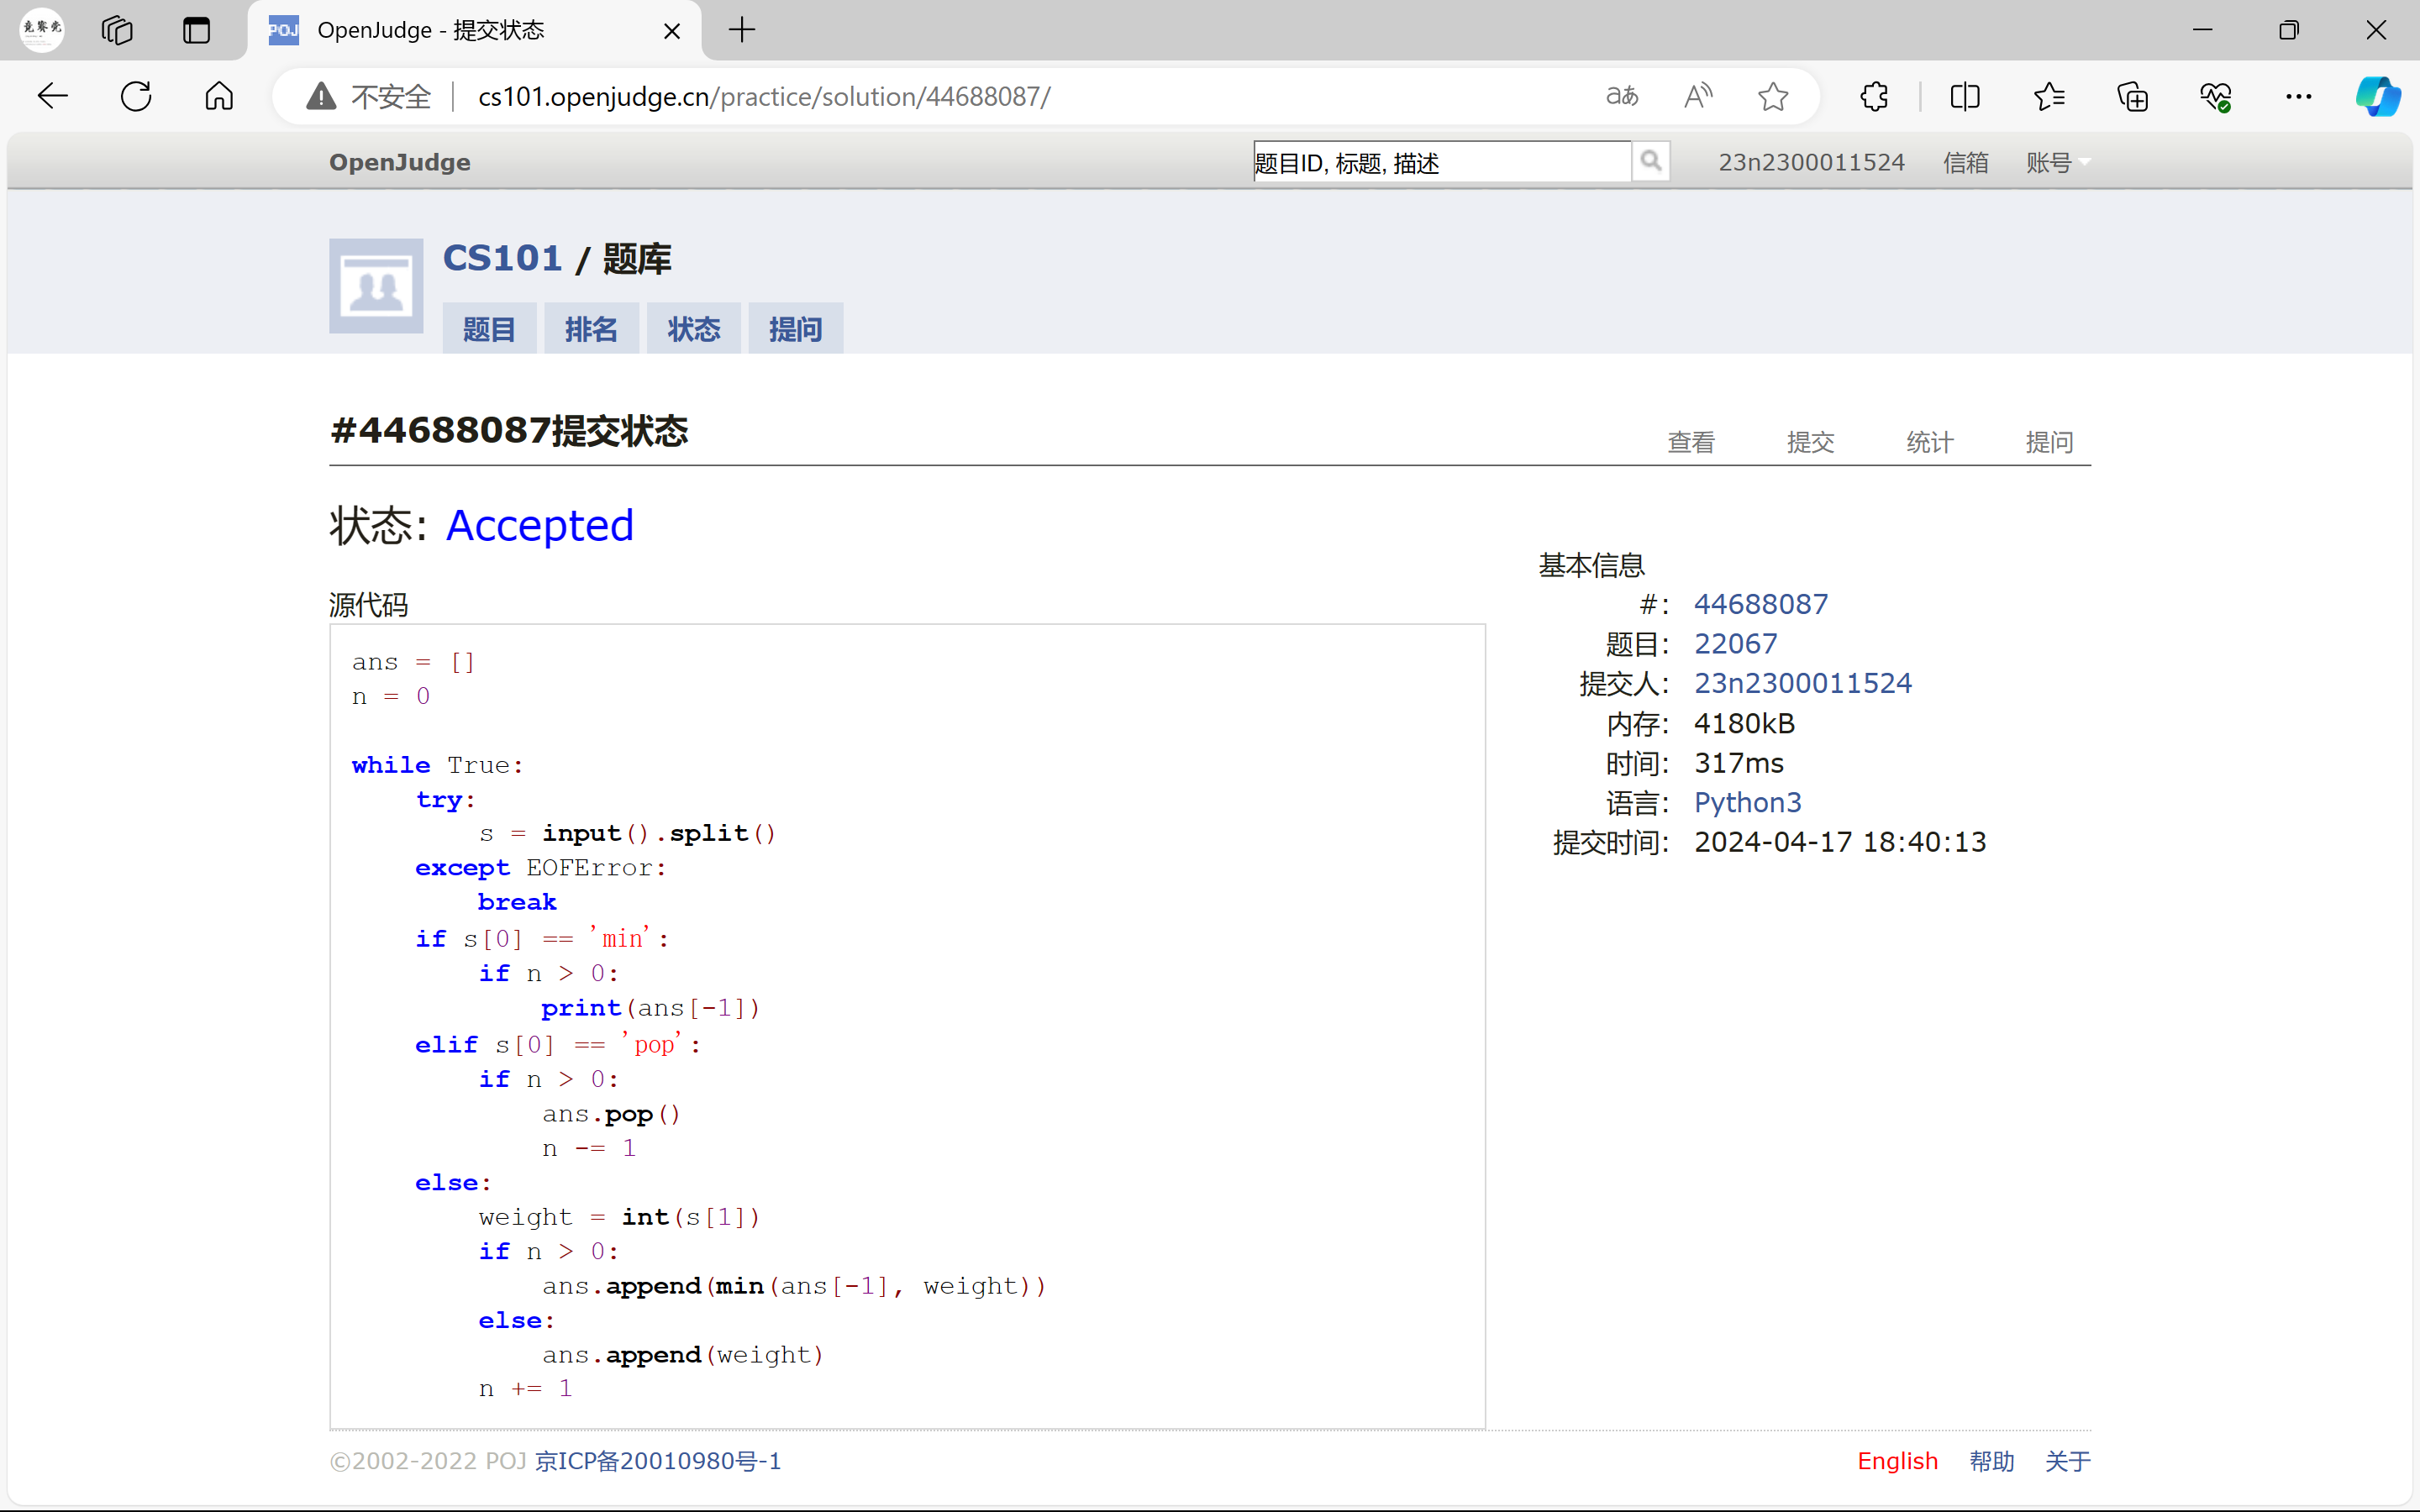 OpenJudge - 提交状态
不安全 cs101.openjudge.cn/practice/solution/44688087/
OpenJudge 题目ID, 标题, 描述 23n2300011524 信箱 账号
CS101 / 题库
题目 排名 状态 提问
#44688087提交状态 查看 提交 统计 提问
状态: Accepted
源代码
ans = []
n = 0
while True:
    try:
        s = input().split()
    except EOFError:
        break
    if s[0] == 'min':
        if n > 0:
            print(ans[-1])
    elif s[0] == 'pop':
        if n > 0:
            ans.pop()
            n -= 1
    else:
        weight = int(s[1])
        if n > 0:
            ans.append(min(ans[-1], weight))
        else:
            ans.append(weight)
        n += 1
基本信息
#: 44688087
题目: 22067
提交人: 23n2300011524
内存: 4180kB
时间: 317ms
语言: Python3
提交时间: 2024-04-17 18:40:13
©2002-2022 POJ 京ICP备20010980号-1 English 帮助 关于